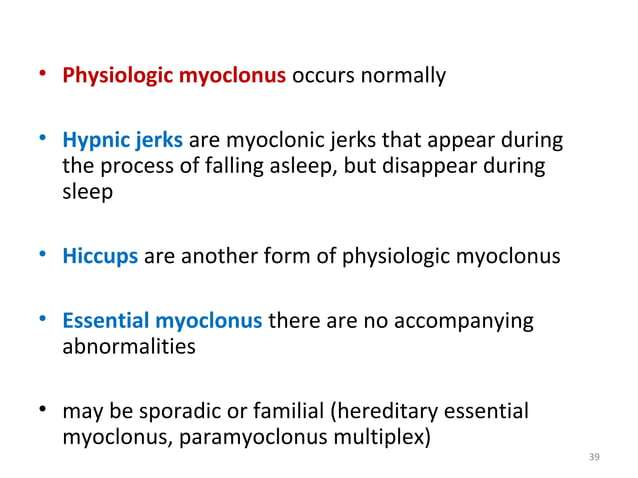 • Physiologic myoclonus occurs normally
• Hypnic jerks are myoclonic jerks that appear during
the process of falling asleep, but disappear during
sleep
• Hiccups are another form of physiologic myoclonus
• Essential myoclonus there are no accompanying
abnormalities
• may be sporadic or familial (hereditary essential
myoclonus, paramyoclonus multiplex)
39